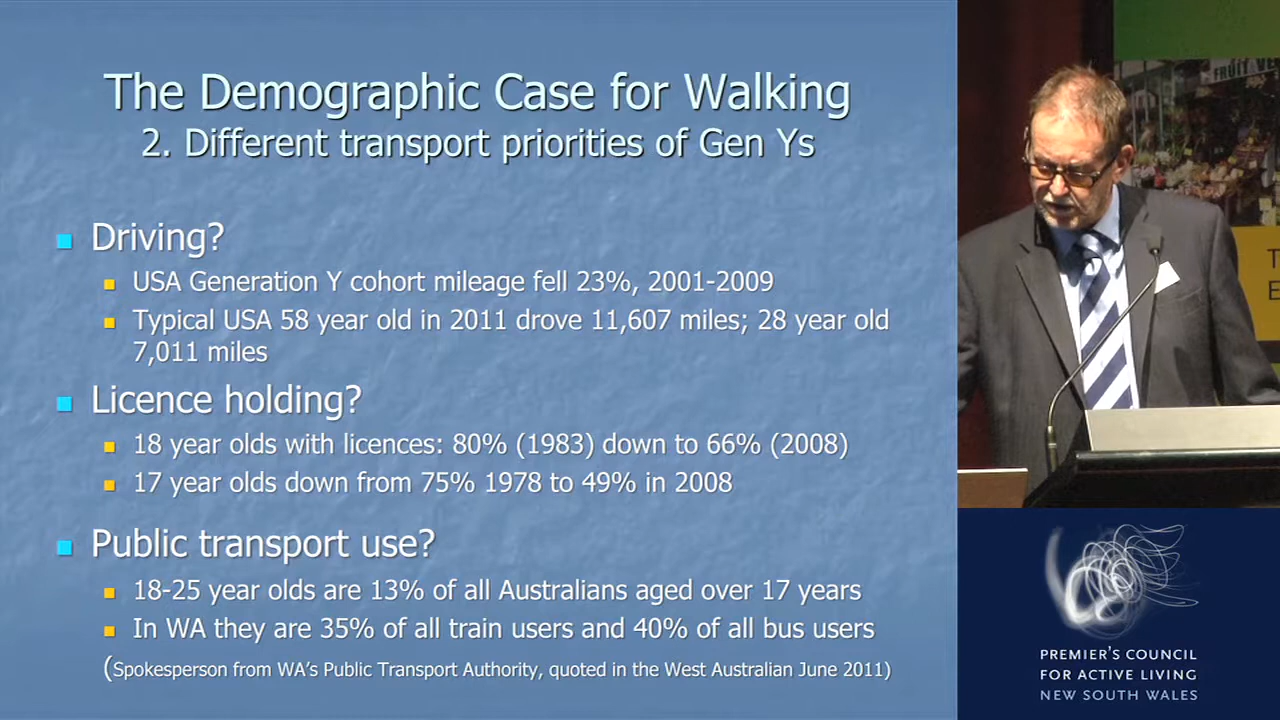 The Demographic Case for Walking
2. Different transport priorities of Gen Ys
Driving?
USA Generation Y cohort mileage fell 23%, 2001-2009
Typical USA 58 year old in 2011 drove 11,607 miles; 28 year old
7,011 miles
Licence holding?
18 year olds with licences: 80% (1983) down to 66% (2008)
17 year olds down from 75% 1978 to 49% in 2008
Public transport use?
18-25 year olds are 13% of all Australians aged over 17 years
In WA they are 35% of all train users and 40% of all bus users
(Spokesperson from WA's Public Transport Authority, quoted in the West Australian June 2011)
FRUIT & VE
T
E
PREMIER'S COUNCIL
FOR ACTIVE LIVING
NEW SOUTH WALES